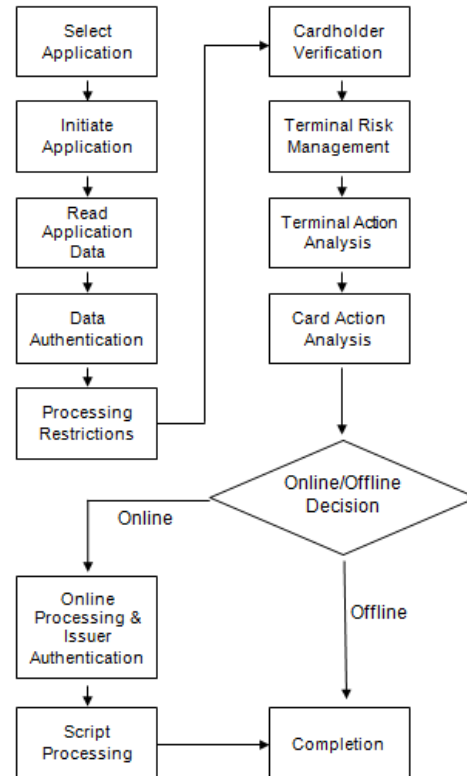 Select
Application
Initiate
Application
Read
Application
Data
Data
Authentication
Processing
Restrictions
Cardholder
Verification
Terminal Risk
Management
Terminal Action
Analysis
Card Action
Analysis
Online/Offline
Decision
Online
Online
Processing &
Issuer
Authentication
Script
Processing
Offline
Completion